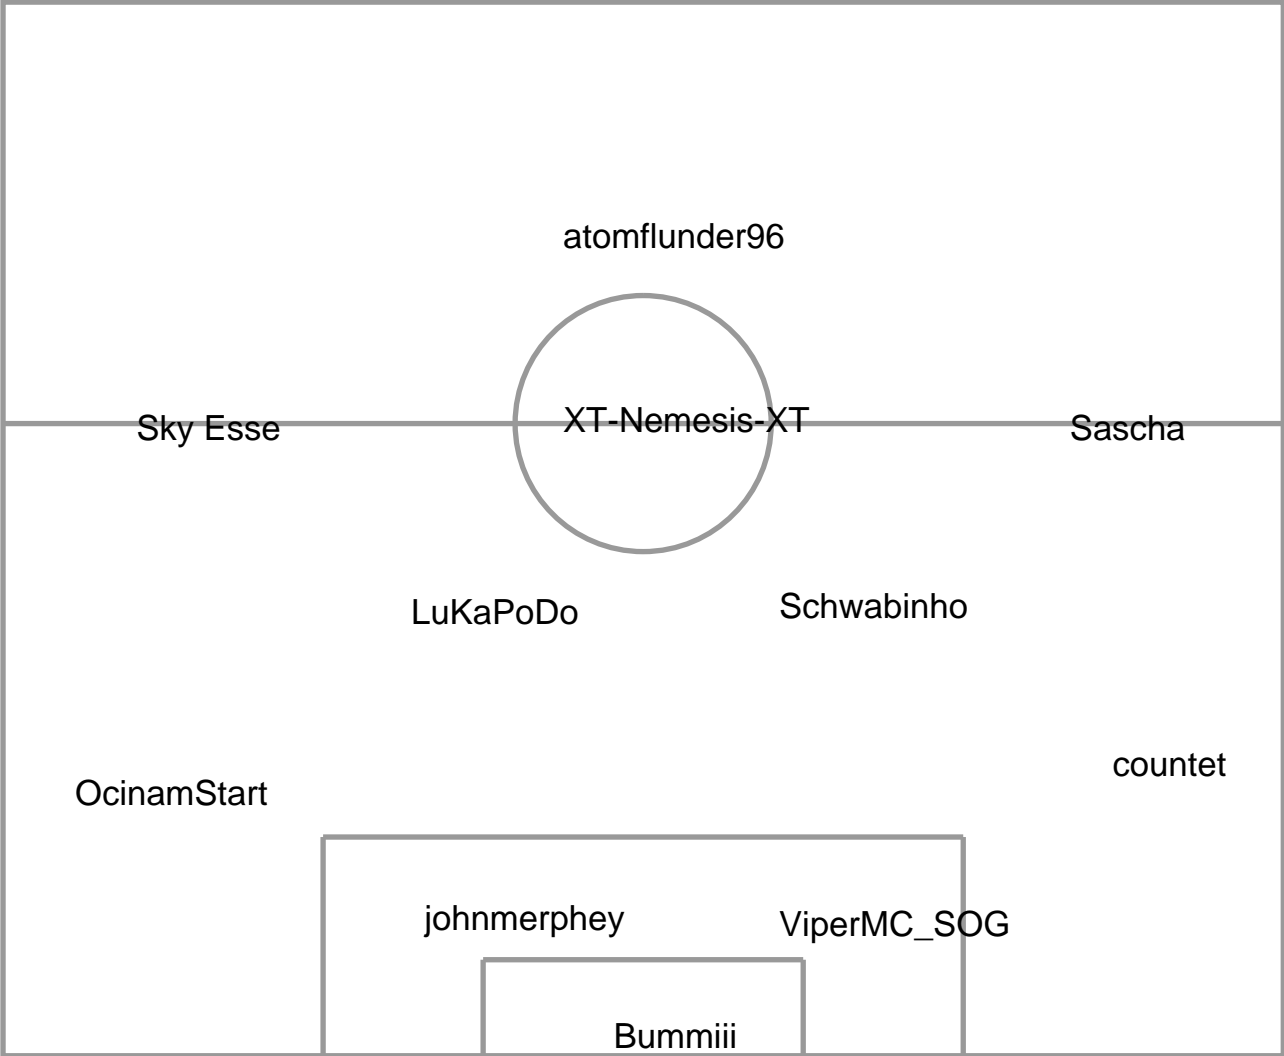 atomflunder96
Sky Esse
XT-Nemesis-XT
Sascha
LuKaPoDo
Schwabinho
OcinamStart
countet
johnmerphey
ViperMC_SOG
Bummiii